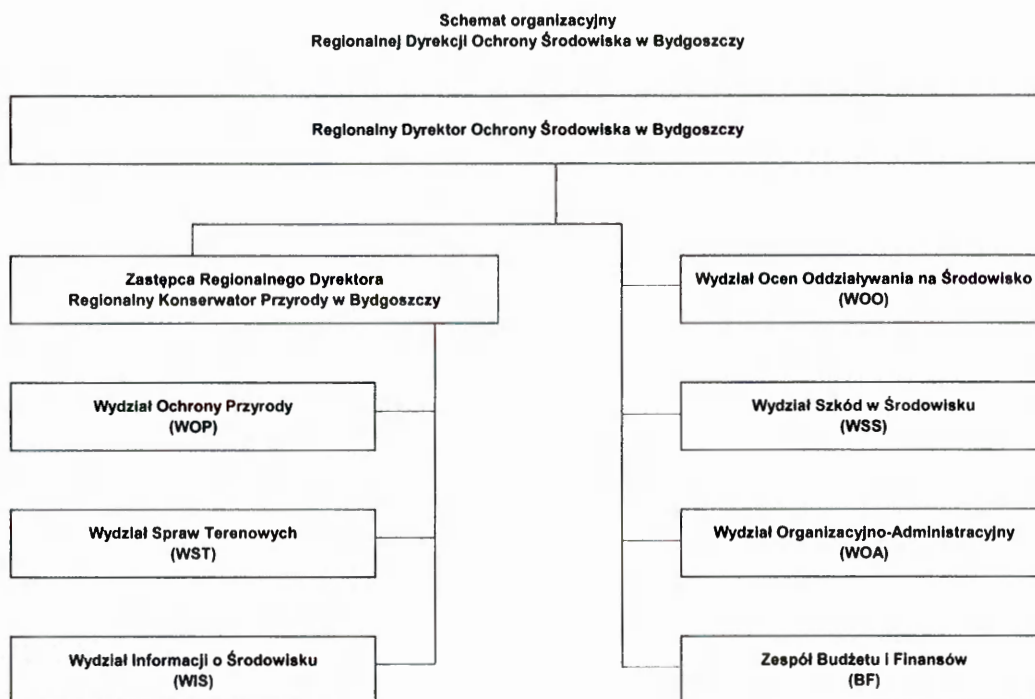 Schemat organizacyjny
Regionalnej Dyrekcji Ochrony Środowiska w Bydgoszczy
Regionalny Dyrektor Ochrony Środowiska w Bydgoszczy
Zastępca Regionalnego Dyrektora
Regionalny Konserwator Przyrody w Bydgoszczy
Wydział Ochrony Przyrody
(WOP)
Wydział Spraw Terenowych
(WST)
Wydział Informacji o Środowisku
(WIS)
Wydział Ocen Oddziaływania na Środowisko
(WOO)
Wydział Szkód w Środowisku
(WSS)
Wydział Organizacyjno-Administracyjny
(WOA)
Zespół Budżetu i Finansów
(BF)